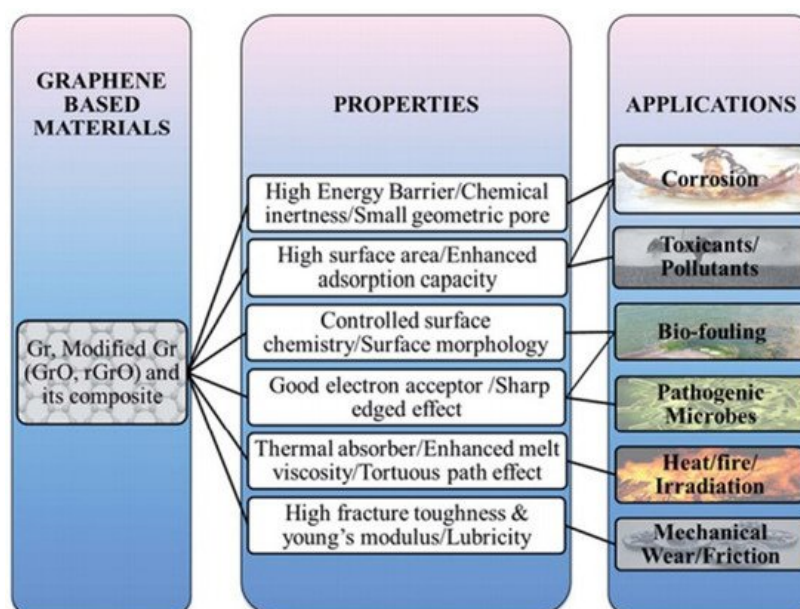 GRAPHENE
BASED
MATERIALS
Gr, Modified Gr
(GrO, rGrO) and
its composite
PROPERTIES
High Energy Barrier/Chemical
inertness/Small geometric pore
High surface area/Enhanced
adsorption capacity
Controlled surface
chemistry/Surface morphology
Good electron acceptor /Sharp
edged effect
Thermal absorber/Enhanced melt
viscosity/Tortuous path effect
High fracture toughness &
young's modulus/Lubricity
APPLICATIONS
Corrosion
Toxicants/
Pollutants
Bio-fouling
Pathogenic
Microbes
Heat/fire/
Irradiation
Mechanical
Wear/Friction